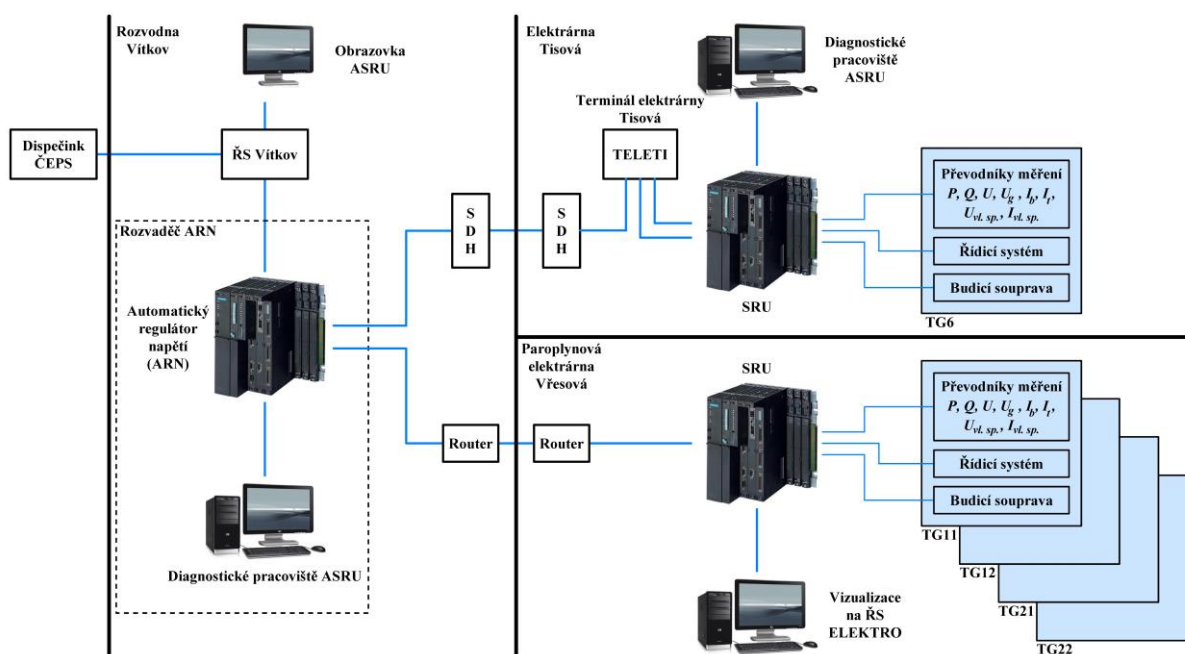 Rozvodna
Vítkov
Obrazovka
ASRU
Dispečink
ČEPS
ŘS Vítkov
Rozvaděč ARN
Automatický
regulátor
napětí
(ARN)
Diagnostické pracoviště ASRU
S
D
H
Router
Elektrárna
Tisová
Diagnostické
pracoviště
ASRU
Terminál elektrárny
Tisová
TELETI
S
D
H
SRU
Převodníky měření
P, Q, U, Ug , Ib, It,
Uvl. sp., Ivl. sp.
Řídicí systém
Budicí souprava
TG6
Paroplynová
elektrárna
Vřesová
SRU
Router
Převodníky měření
P, Q, U, Ug , Ib, It,
Uvl. sp., Ivl. sp.
Řídicí systém
Budicí souprava
TG11
TG12
TG21
TG22
Vizualizace
na ŘS
ELEKTRO